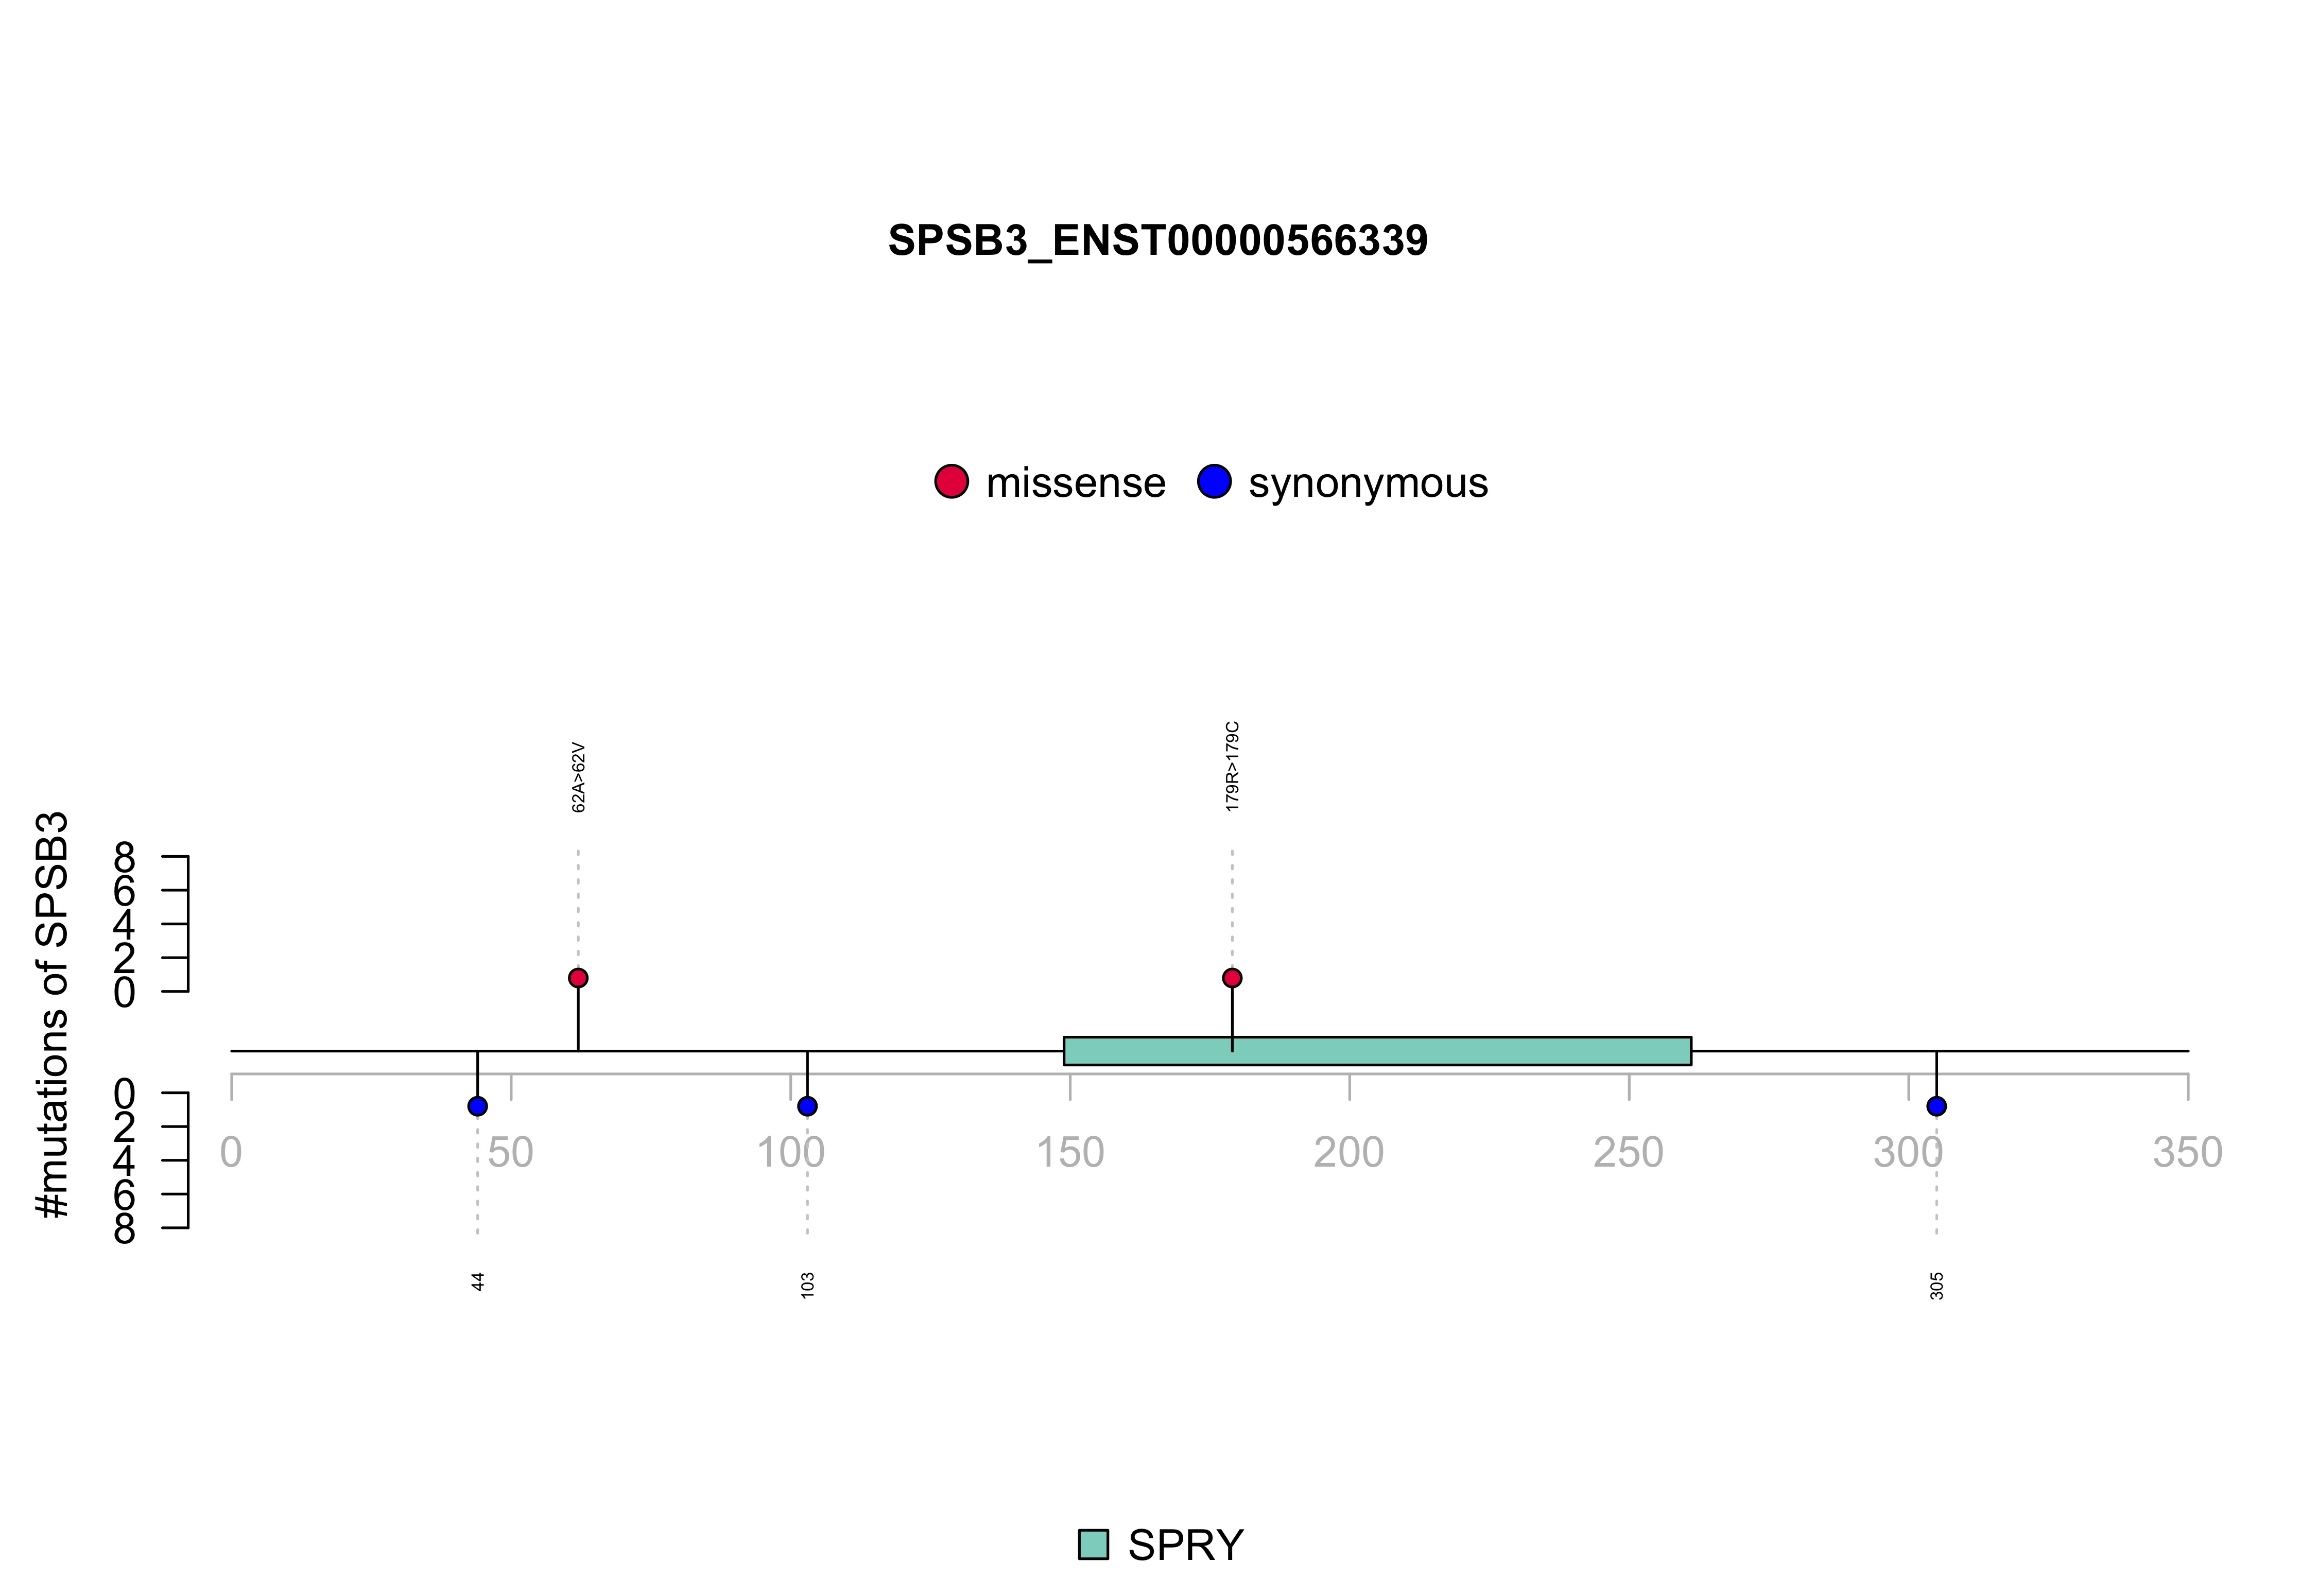 SPSB3_ENST00000566339
missense synonymous
62A>62V 179R>179C
#mutations of SPSB3
8
6
4
2
0
0
2
4
6
8
0 50 100 150 200 250 300 350
44 103 305
SPRY